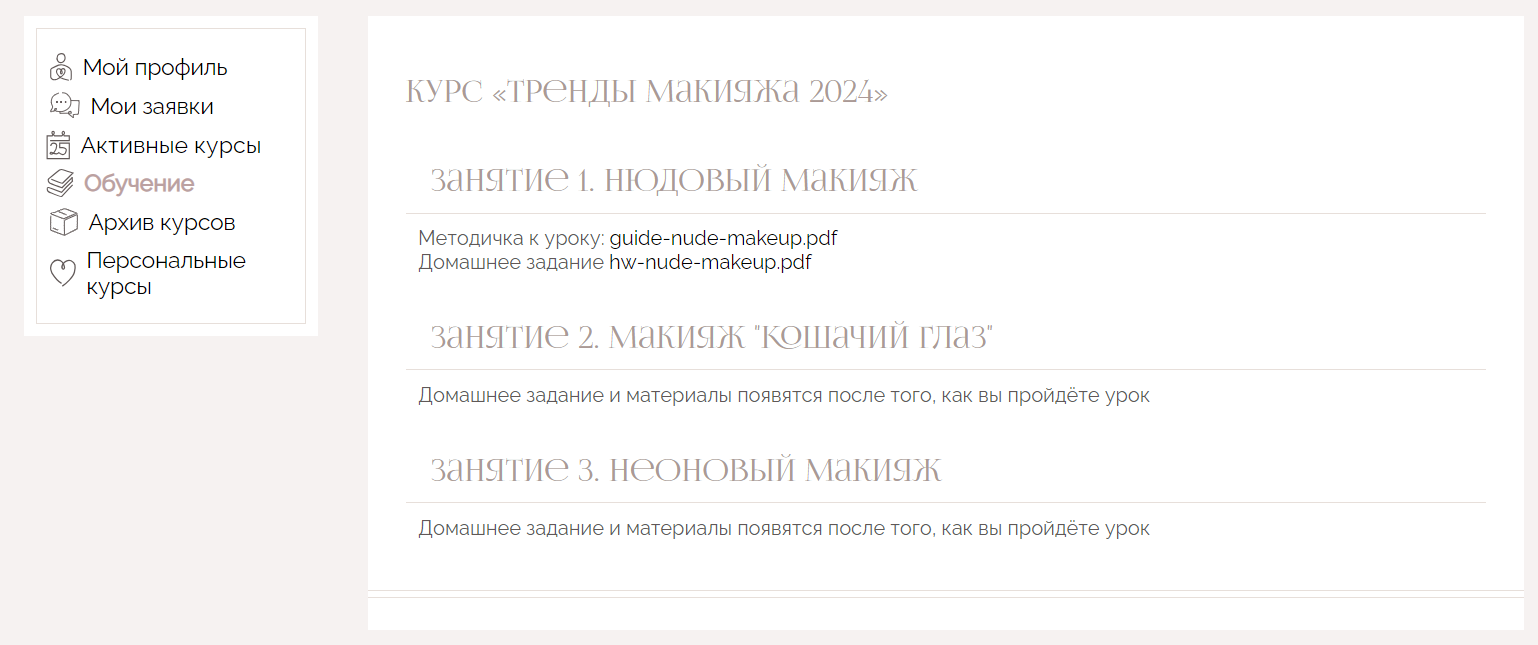 Мой профиль
Мои заявки
25
Активные курсы
Обучение
Архив курсов
Персональные
курсы
КУРС «ТРЕНДЫ МАКИЯЖА 2024»
ЗАНЯТИЕ 1. НЮДОВЫЙ МАКИЯЖ
Методичка к уроку: guide-nude-makeup.pdf
Домашнее задание hw-nude-makeup.pdf
ЗАНЯТИЕ 2. МАКИЯЖ "КОШАЧИЙ ГЛАЗ"
Домашнее задание и материалы появятся после того, как вы пройдёте урок
ЗАНЯТИЕ 3. НЕОНОВЫЙ МАКИЯЖ
Домашнее задание и материалы появятся после того, как вы пройдёте урок